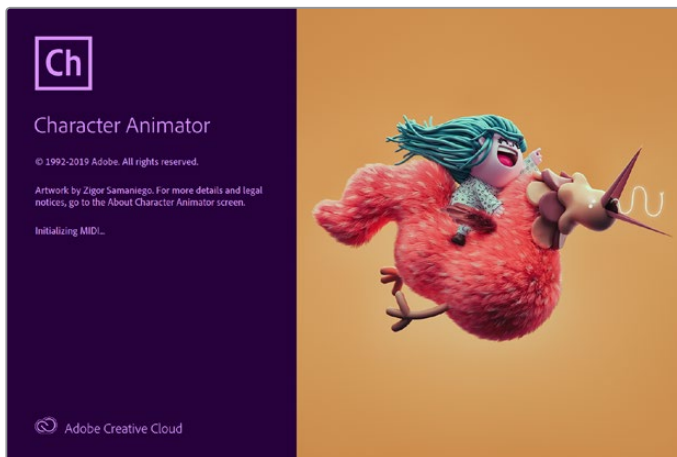 Ch
Character Animator
© 1992-2019 Adobe. All rights reserved.
Artwork by Zigor Samaniego. For more details and legal
notices, go to the About Character Animator screen.
Initializing MIDI...
Adobe Creative Cloud